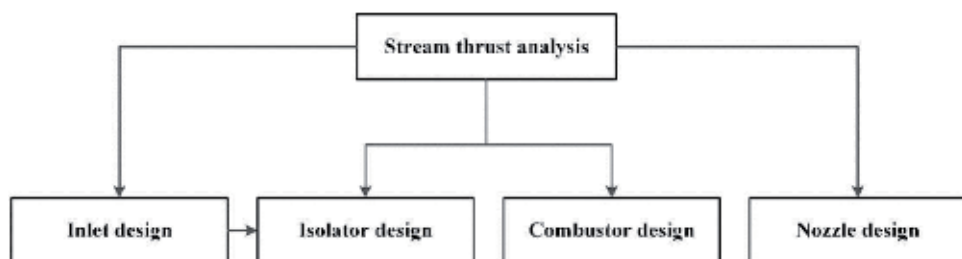 Stream thrust analysis
Inlet design
Isolator design
Combustor design
Nozzle design